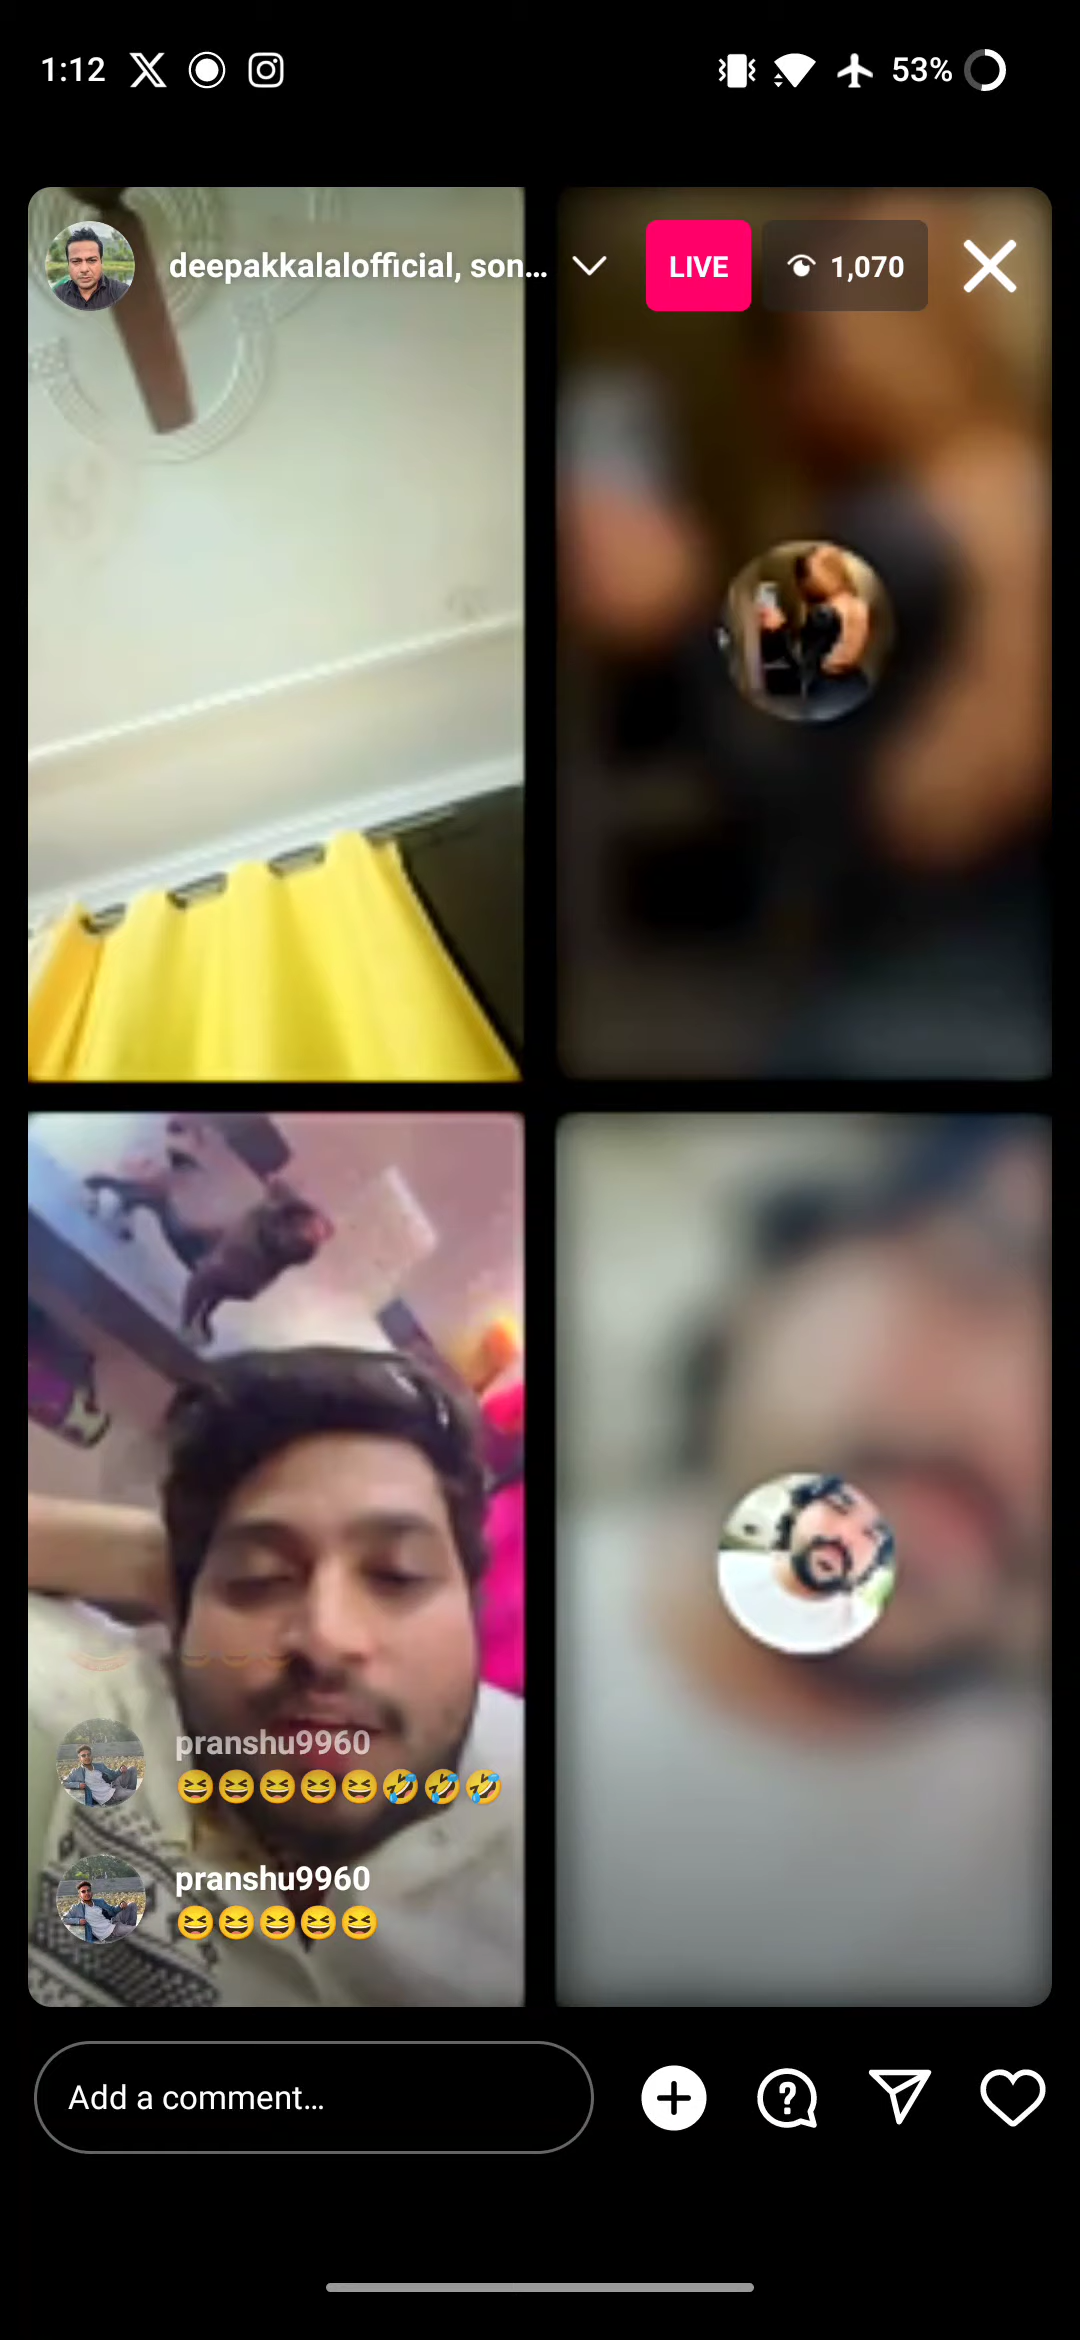 1:12 53%
deepakkalalofficial, son... LIVE 1,070
pranshu9960
😆😆😆😆😆🤣🤣🤣
pranshu9960
😆😆😆😆😆
Add a comment...